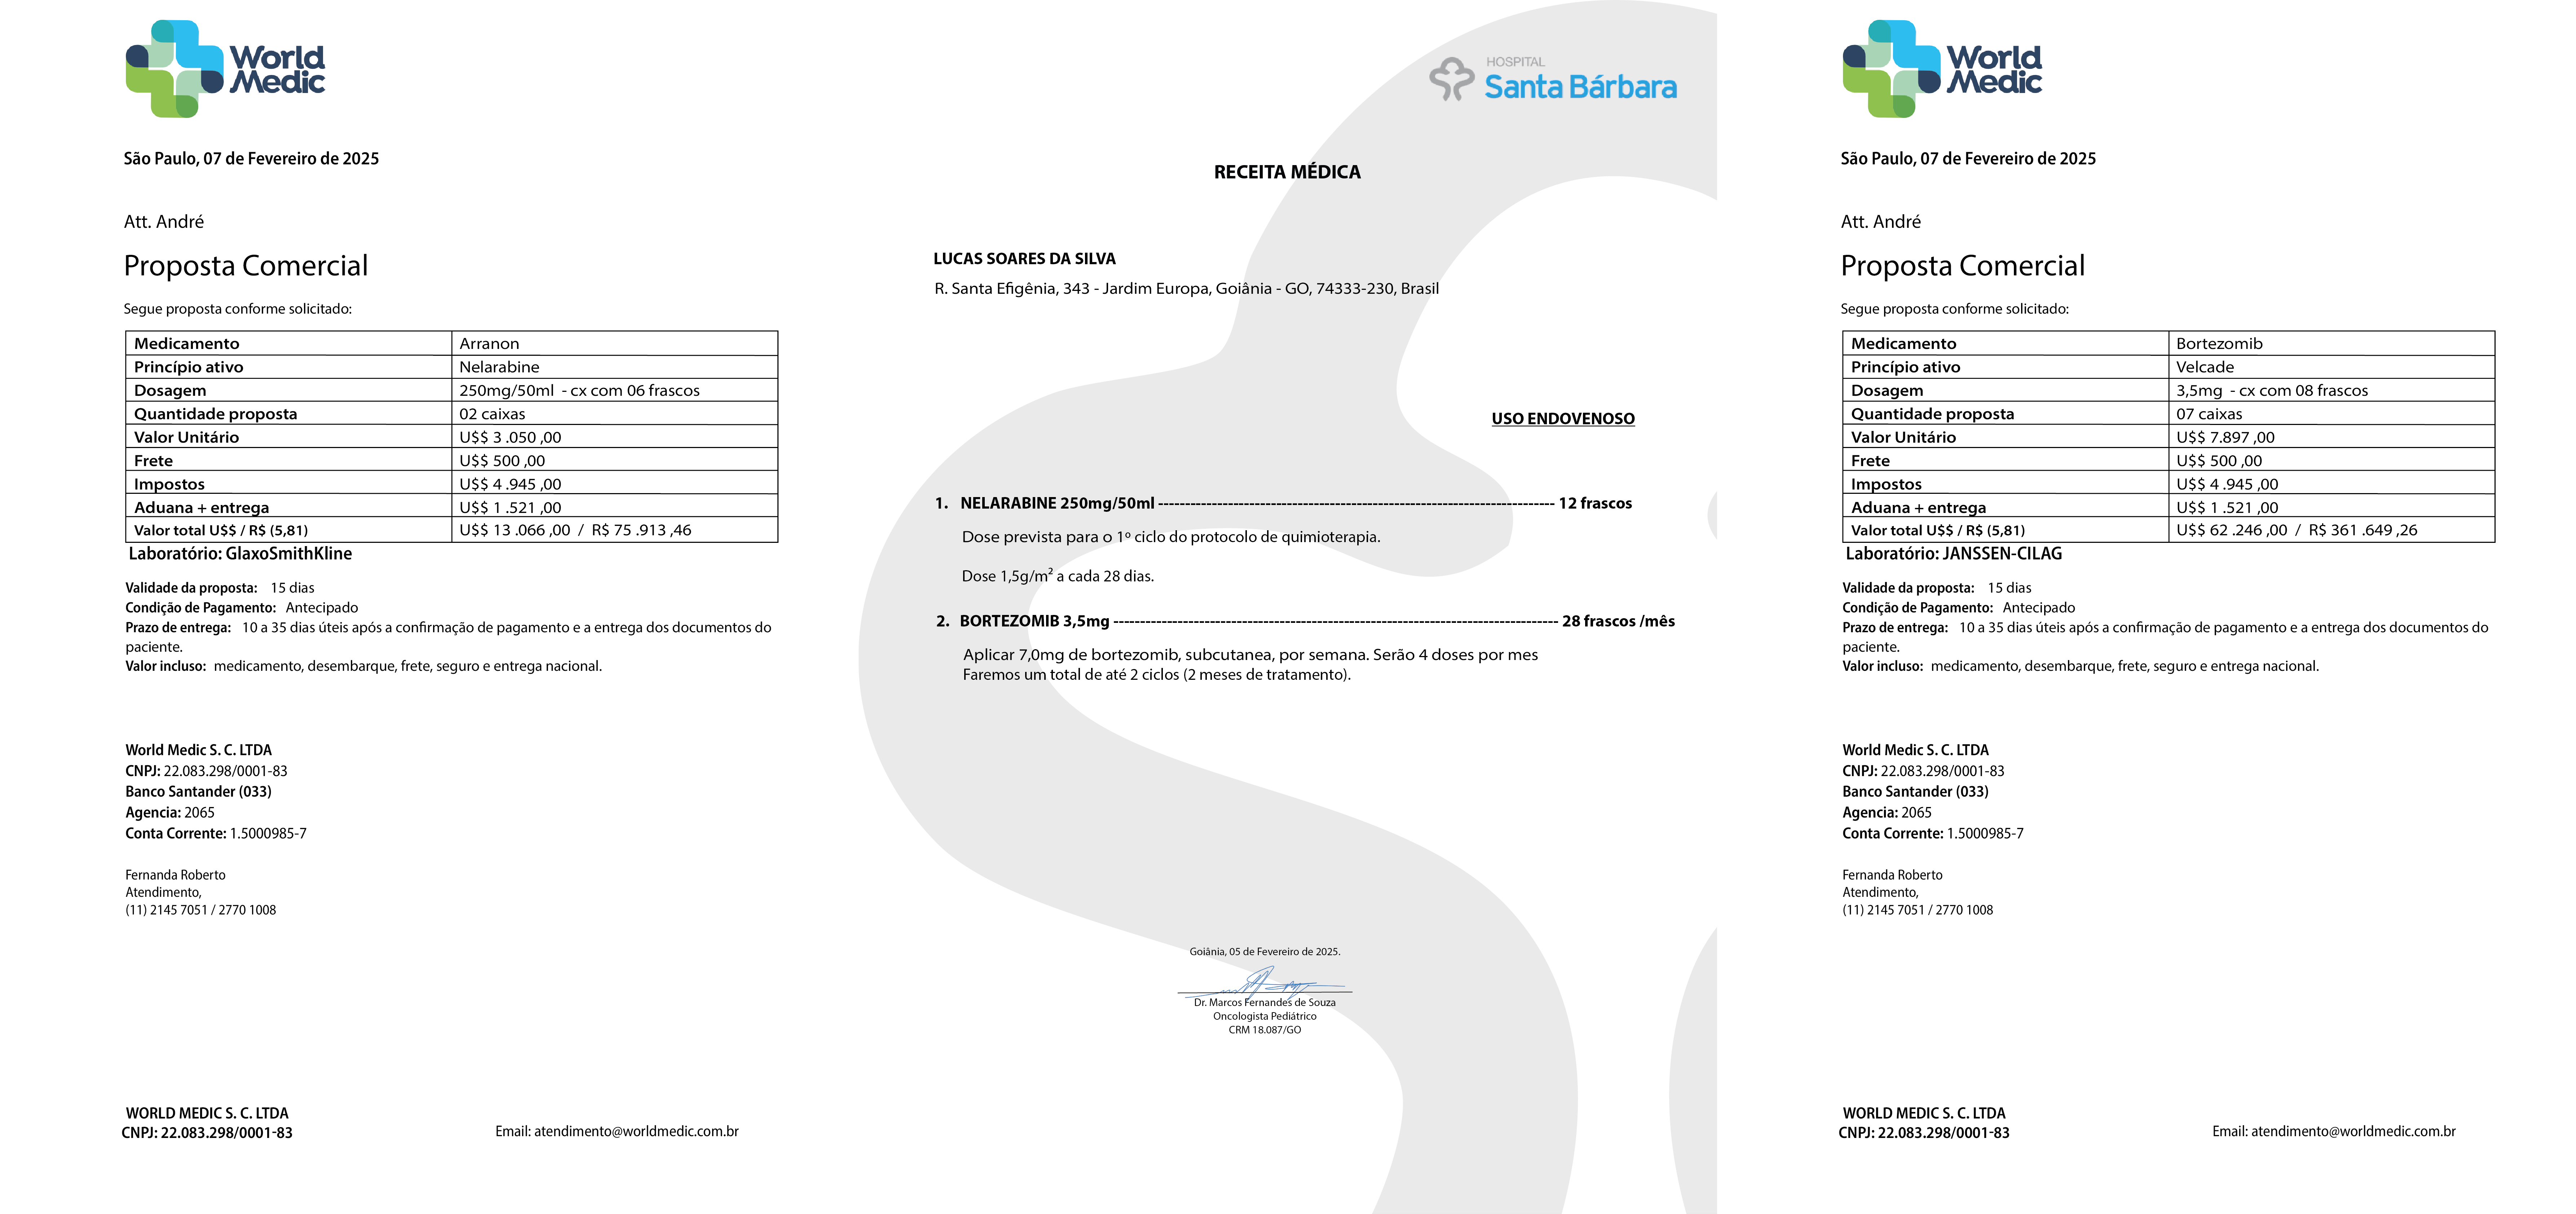 World
Medic
São Paulo, 07 de Fevereiro de 2025
Att. André
Proposta Comercial
Segue proposta conforme solicitado:
Medicamento Arranon
Princípio ativo Nelarabine
Dosagem 250mg/50ml - cx com 06 frascos
Quantidade proposta 02 caixas
Valor Unitário U$$ 3 .050 ,00
Frete U$$ 500 ,00
Impostos U$$ 4 .945 ,00
Aduana + entrega U$$ 1 .521 ,00
Valor total U$$ / R$ (5,81) U$$ 13 .066 ,00 / R$ 75 .913 ,46
Laboratório: GlaxoSmithKline
Validade da proposta: 15 dias
Condição de Pagamento: Antecipado
Prazo de entrega: 10 a 35 dias úteis após a confirmação de pagamento e a entrega dos documentos do
paciente.
Valor incluso: medicamento, desembarque, frete, seguro e entrega nacional.
World Medic S. C. LTDA
CNPJ: 22.083.298/0001-83
Banco Santander (033)
Agencia: 2065
Conta Corrente: 1.5000985-7
Fernanda Roberto
Atendimento,
(11) 2145 7051 / 2770 1008
WORLD MEDIC S. C. LTDA
CNPJ: 22.083.298/0001-83
Email: atendimento@worldmedic.com.br
HOSPITAL
Santa Bárbara
RECEITA MÉDICA
LUCAS SOARES DA SILVA
R. Santa Efigênia, 343 - Jardim Europa, Goiânia - GO, 74333-230, Brasil
USO ENDOVENOSO
1. NELARABINE 250mg/50ml -------------------------------------------------------------------------- 12 frascos
Dose prevista para o 1º ciclo do protocolo de quimioterapia.
Dose 1,5g/m² a cada 28 dias.
2. BORTEZOMIB 3,5mg ----------------------------------------------------------------------------------- 28 frascos /mês
Aplicar 7,0mg de bortezomib, subcutanea, por semana. Serão 4 doses por mes
Faremos um total de até 2 ciclos (2 meses de tratamento).
Goiânia, 05 de Fevereiro de 2025.
Dr. Marcos Fernandes de Souza
Oncologista Pediátrico
CRM 18.087/GO
World
Medic
São Paulo, 07 de Fevereiro de 2025
Att. André
Proposta Comercial
Segue proposta conforme solicitado:
Medicamento Bortezomib
Princípio ativo Velcade
Dosagem 3,5mg - cx com 08 frascos
Quantidade proposta 07 caixas
Valor Unitário U$$ 7.897 ,00
Frete U$$ 500 ,00
Impostos U$$ 4 .945 ,00
Aduana + entrega U$$ 1 .521 ,00
Valor total U$$ / R$ (5,81) U$$ 62 .246 ,00 / R$ 361 .649 ,26
Laboratório: JANSSEN-CILAG
Validade da proposta: 15 dias
Condição de Pagamento: Antecipado
Prazo de entrega: 10 a 35 dias úteis após a confirmação de pagamento e a entrega dos documentos do
paciente.
Valor incluso: medicamento, desembarque, frete, seguro e entrega nacional.
World Medic S. C. LTDA
CNPJ: 22.083.298/0001-83
Banco Santander (033)
Agencia: 2065
Conta Corrente: 1.5000985-7
Fernanda Roberto
Atendimento,
(11) 2145 7051 / 2770 1008
WORLD MEDIC S. C. LTDA
CNPJ: 22.083.298/0001-83
Email: atendimento@worldmedic.com.br